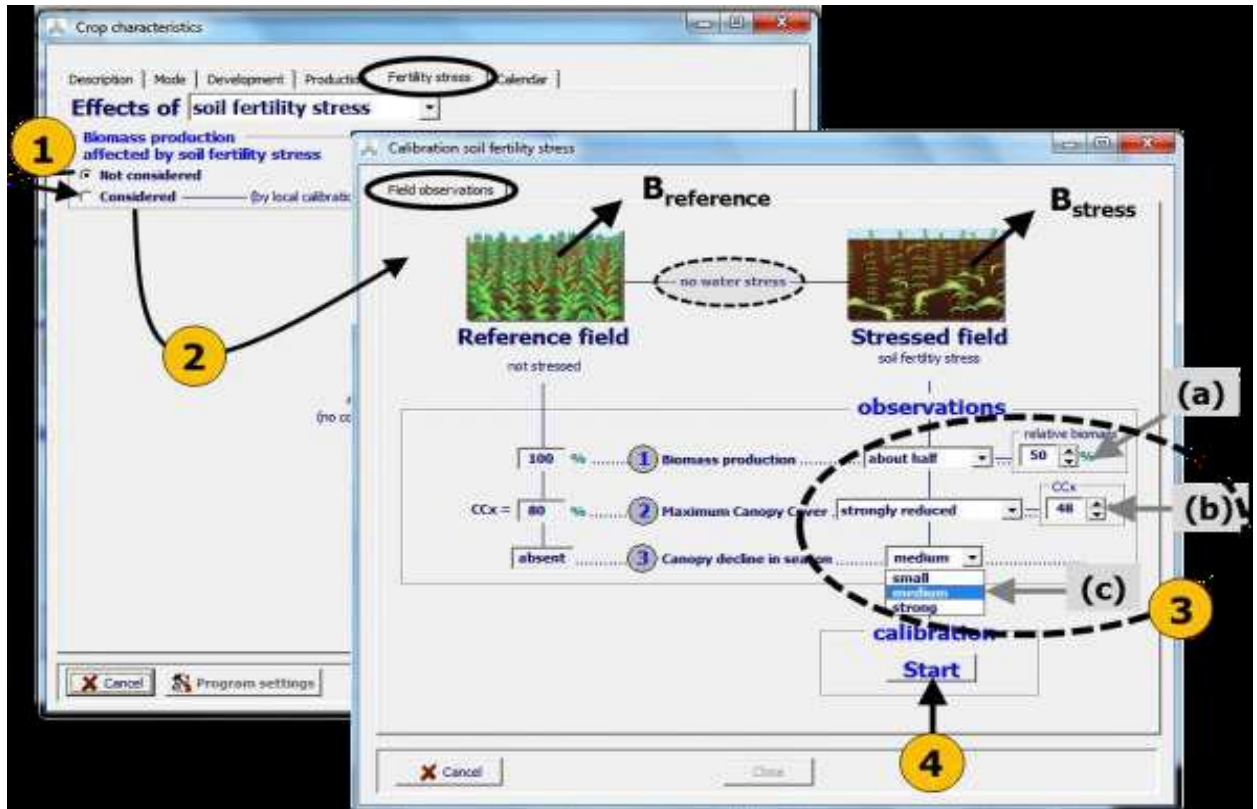 Crop characteristics
Description | Mode | Development | Productio Fertility stress Calendar |
Effects of soil fertility stress
1
Biomass production
affected by soil fertility stress
Not considered
Considered (by local calibratio
2
(no co
Cancel Program settings
Calibration soil fertility stress
Field observations
B reference
B stress
no water stress
Reference field
not stressed
Stressed field
soil fertility stress
observations
relative biomass
100 % ...... 1 Biomass production ...... about half ... 50 %
(a)
CCx
CCx = 80 % ...... 2 Maximum Canopy Cover . strongly reduced ... 48
(b)
absent ...... 3 Canopy decline in season ...... medium ......
small
medium
strong
(c)
3
calibration
Start
4
Cancel Close